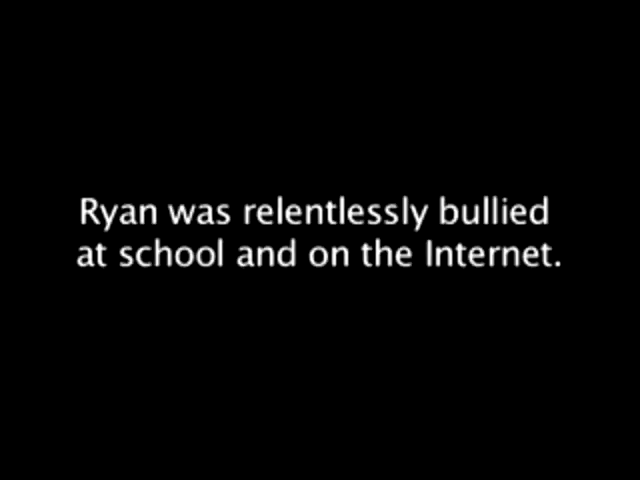 Ryan was relentlessly bullied
at school and on the Internet.